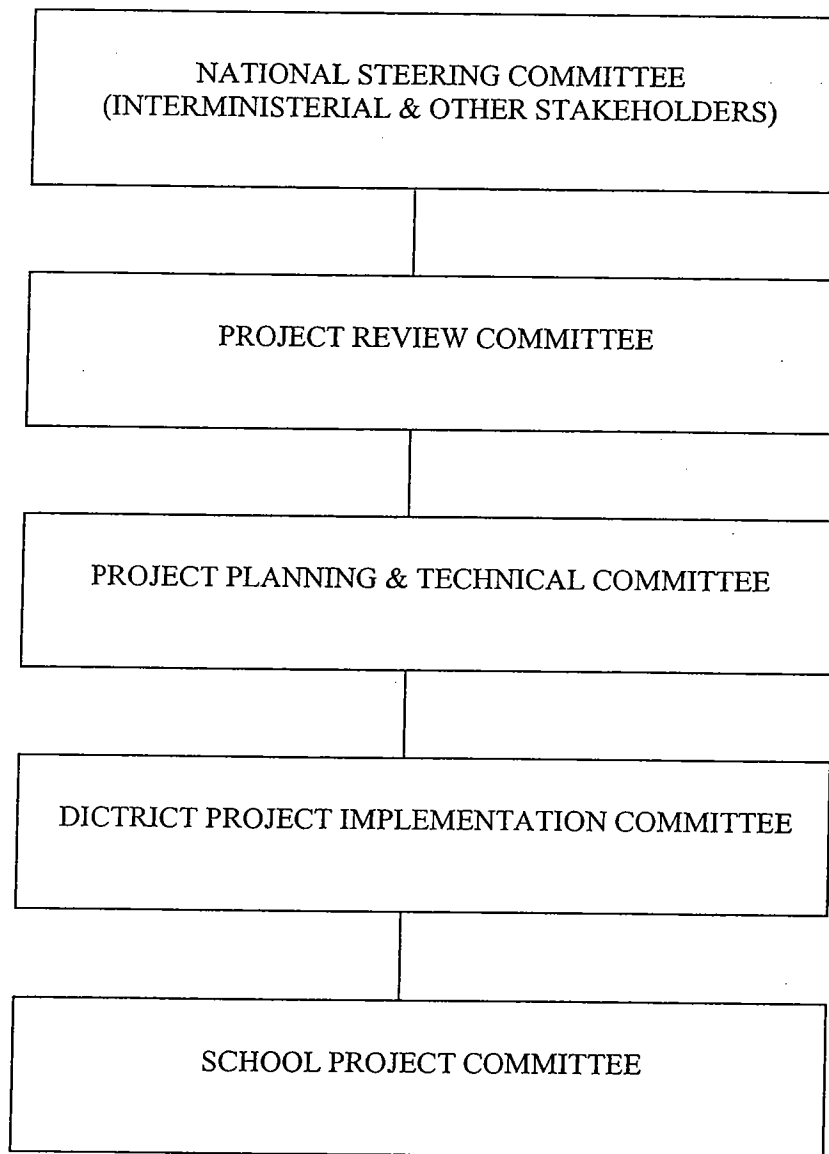 NATIONAL STEERING COMMITTEE
(INTERMINISTERIAL & OTHER STAKEHOLDERS)
PROJECT REVIEW COMMITTEE
PROJECT PLANNING & TECHNICAL COMMITTEE
DICTRICT PROJECT IMPLEMENTATION COMMITTEE
SCHOOL PROJECT COMMITTEE